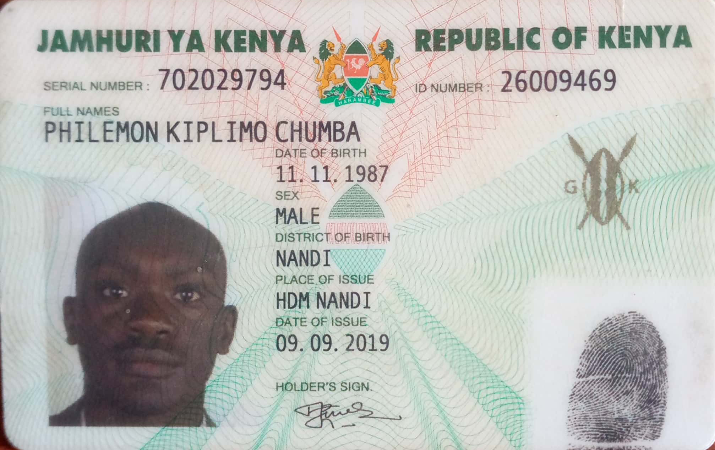 JAMHURI YA KENYA REPUBLIC OF KENYA
SERIAL NUMBER: 702029794 ID NUMBER: 26009469
HARAMBEE
FULL NAMES
PHILEMON KIPLIMO CHUMBA
DATE OF BIRTH
11.11.1987
SEX
MALE
G K
DISTRICT OF BIRTH
NANDI
PLACE OF ISSUE
HDM NANDI
DATE OF ISSUE
09.09.2019
HOLDER'S SIGN.